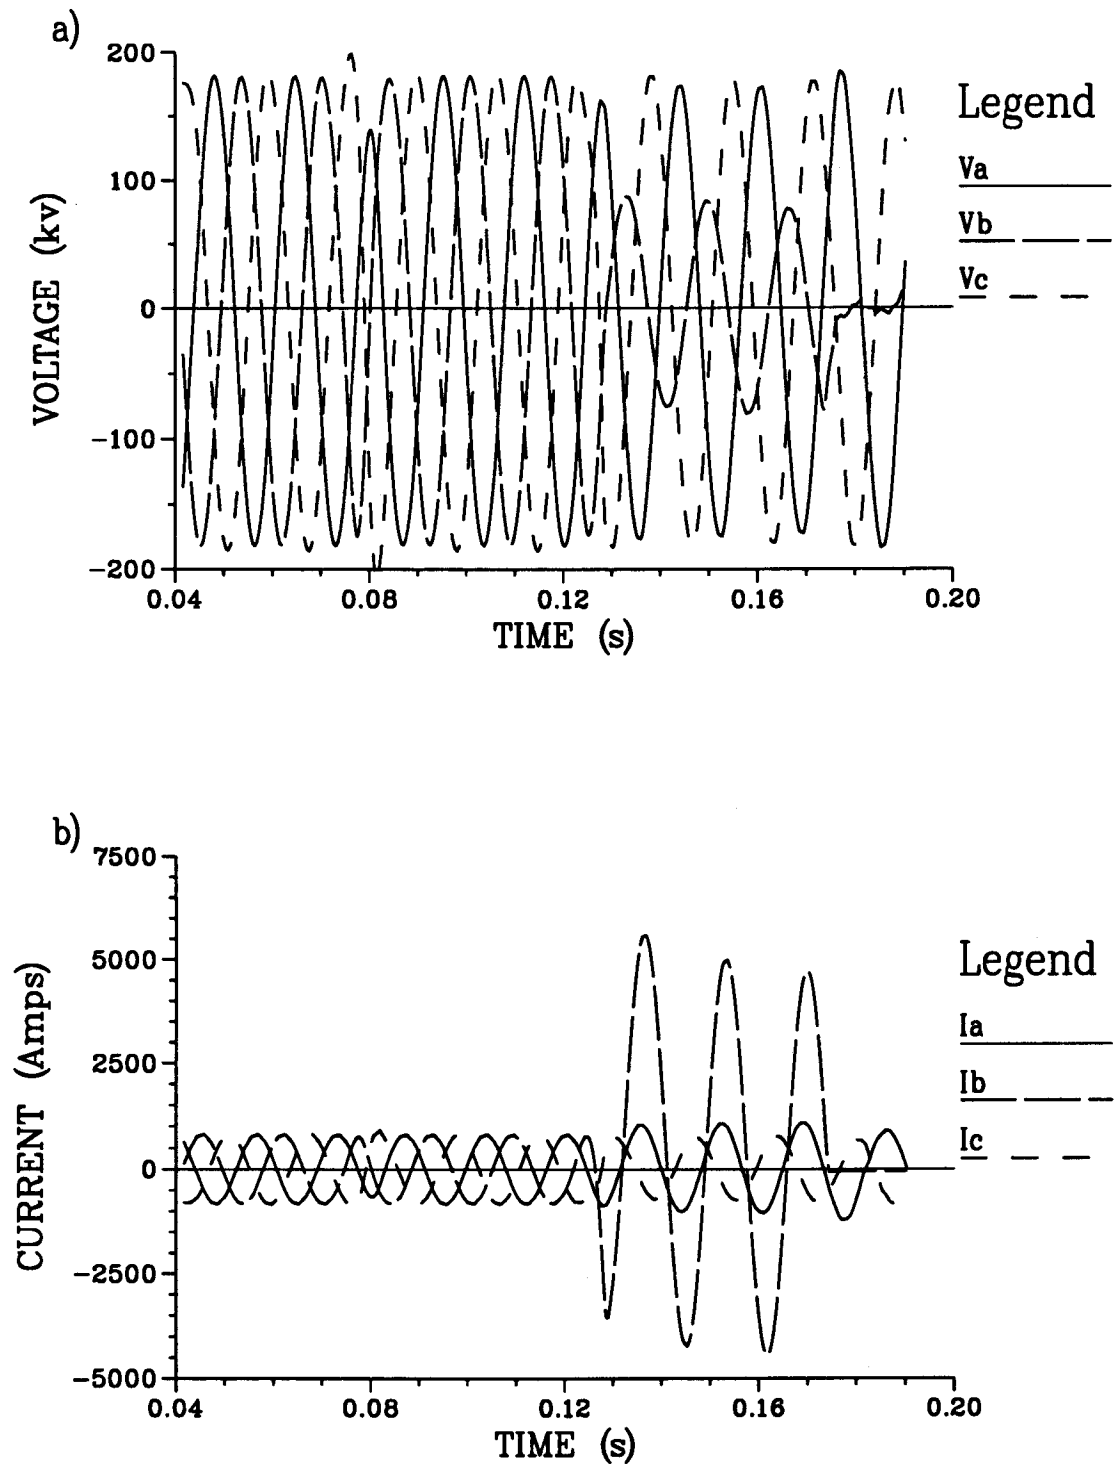 a)
200
100
0
-100
-200
VOLTAGE (kv)
0.04
0.08
0.12
0.16
0.20
TIME (s)
Legend
Va
Vb
Vc
b)
7500
5000
2500
0
-2500
-5000
CURRENT (Amps)
0.04
0.08
0.12
0.16
0.20
TIME (s)
Legend
Ia
Ib
Ic